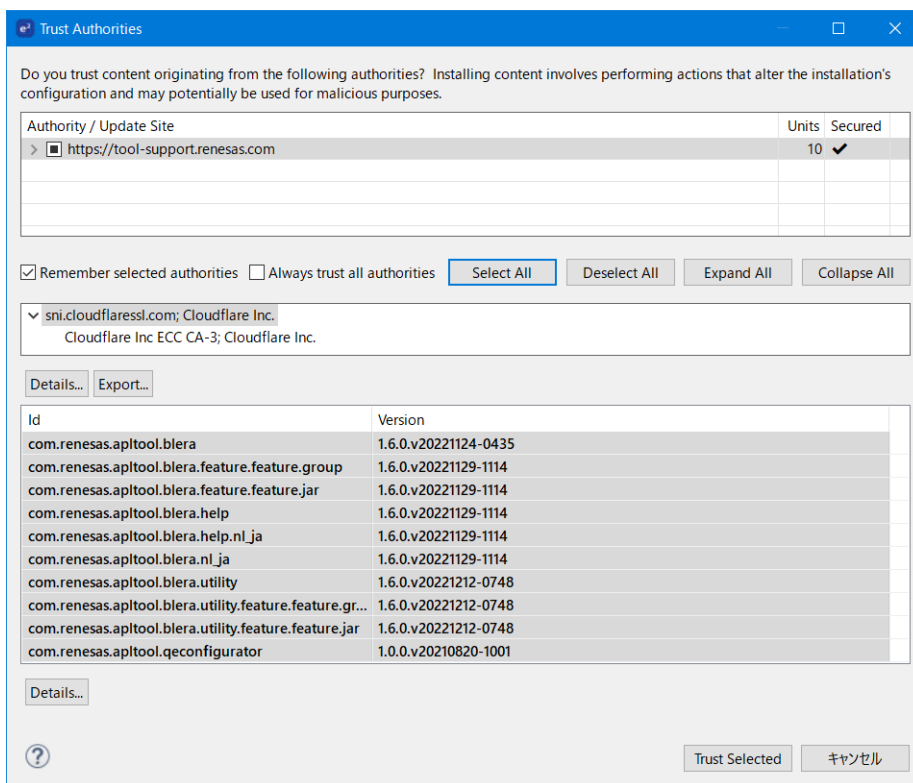 e² Trust Authorities
Do you trust content originating from the following authorities? Installing content involves performing actions that alter the installation's
configuration and may potentially be used for malicious purposes.
Authority / Update Site Units Secured
https://tool-support.renesas.com 10
Remember selected authorities Always trust all authorities Select All Deselect All Expand All Collapse All
sni.cloudflaressl.com; Cloudflare Inc.
Cloudflare Inc ECC CA-3; Cloudflare Inc.
Details... Export...
Id Version
com.renesas.apltool.blera 1.6.0.v20221124-0435
com.renesas.apltool.blera.feature.feature.group 1.6.0.v20221129-1114
com.renesas.apltool.blera.feature.feature.jar 1.6.0.v20221129-1114
com.renesas.apltool.blera.help 1.6.0.v20221129-1114
com.renesas.apltool.blera.help.nl_ja 1.6.0.v20221129-1114
com.renesas.apltool.blera.nl_ja 1.6.0.v20221129-1114
com.renesas.apltool.blera.utility 1.6.0.v20221212-0748
com.renesas.apltool.blera.utility.feature.feature.gr... 1.6.0.v20221212-0748
com.renesas.apltool.blera.utility.feature.feature.jar 1.6.0.v20221212-0748
com.renesas.apltool.qeconfigurator 1.0.0.v20210820-1001
Details...
? Trust Selected キャンセル